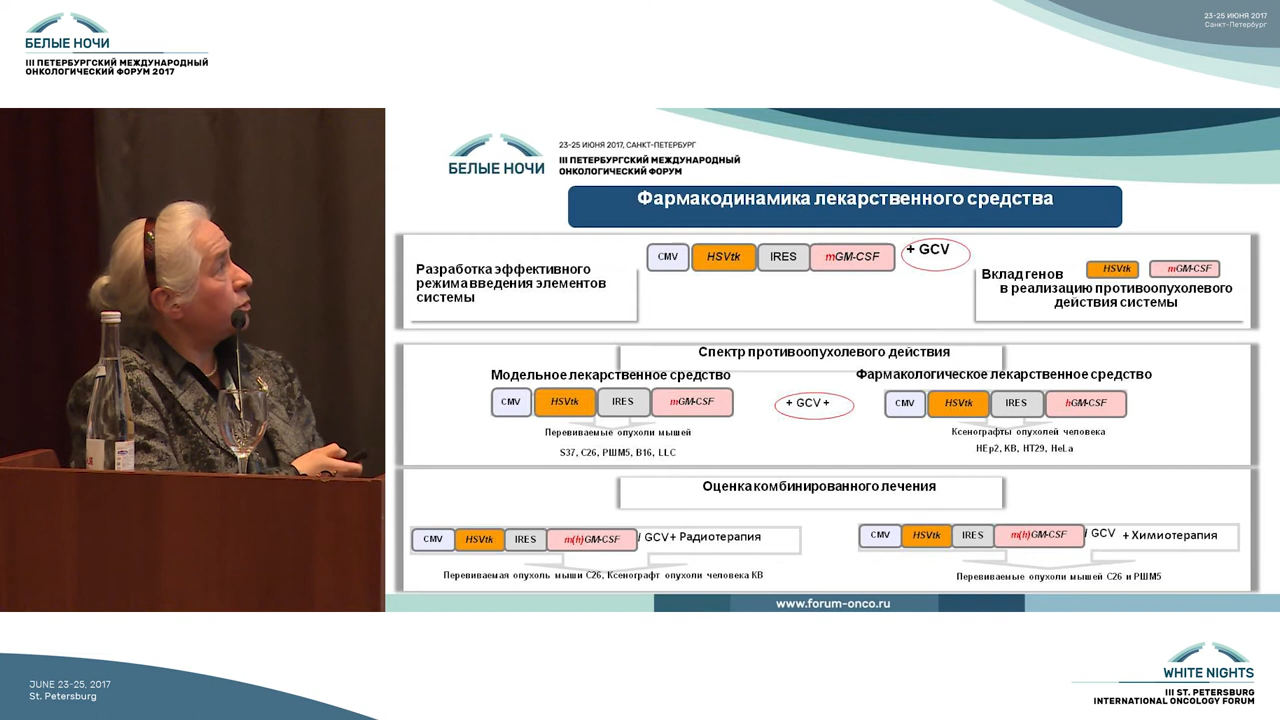 БЕЛЫЕ НОЧИ
III ПЕТЕРБУРГСКИЙ МЕЖДУНАРОДНЫЙ
ОНКОЛОГИЧЕСКИЙ ФОРУМ 2017
23-25 ИЮНЯ 2017
Санкт-Петербург
БЕЛЫЕ НОЧИ
23-25 ИЮНЯ 2017, САНКТ-ПЕТЕРБУРГ
III ПЕТЕРБУРГСКИЙ МЕЖДУНАРОДНЫЙ
ОНКОЛОГИЧЕСКИЙ ФОРУМ
Фармакодинамика лекарственного средства
Разработка эффективного
режима введения элементов
системы
CMV HSVtk IRES mGM-CSF + GCV
Вклад генов HSVtk mGM-CSF
в реализацию противоопухолевого
действия системы
Спектр противоопухолевого действия
Модельное лекарственное средство
CMV HSVtk IRES mGM-CSF
Перевиваемые опухоли мышей
S37, C26, РШМ5, B16, LLC
+ GCV +
Фармакологическое лекарственное средство
CMV HSVtk IRES hGM-CSF
Ксенографты опухолей человека
HEp2, KB, HT29, HeLa
Оценка комбинированного лечения
CMV HSVtk IRES m(h)GM-CSF / GCV+ Радиотерапия
Перевиваемая опухоль мыши С26, Ксенографт опухоли человека КВ
CMV HSVtk IRES m(h)GM-CSF / GCV + Химиотерапия
Перевиваемые опухоли мышей С26 и РШМ5
www.forum-onco.ru
JUNE 23-25, 2017
St. Petersburg
WHITE NIGHTS
III ST. PETERSBURG
INTERNATIONAL ONCOLOGY FORUM